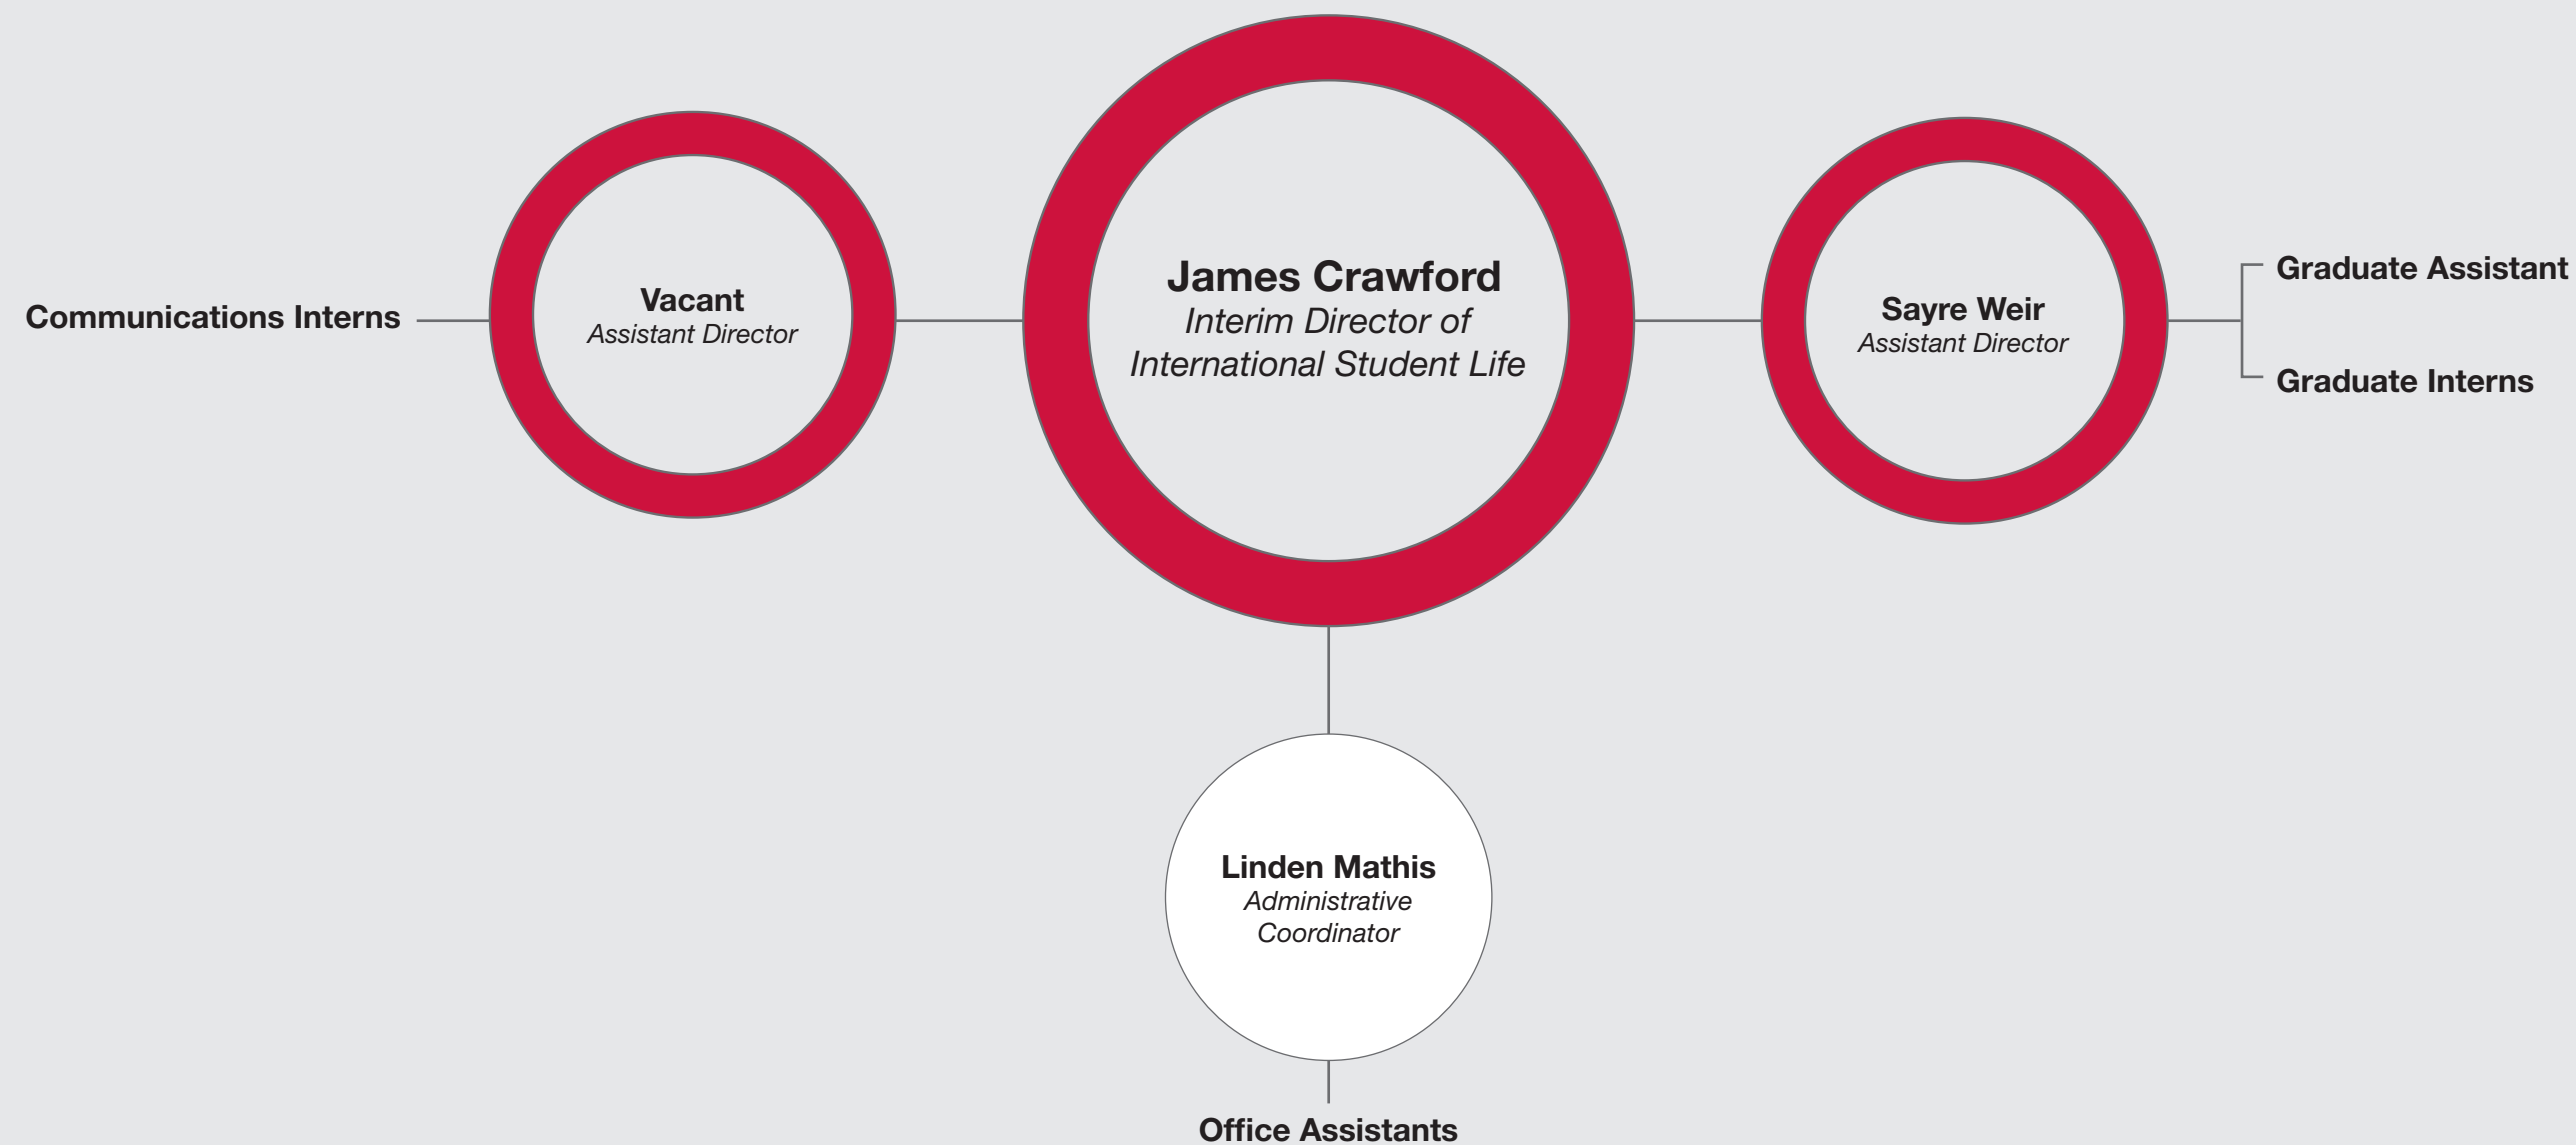 Communications Interns
Vacant
Assistant Director
James Crawford
Interim Director of
International Student Life
Sayre Weir
Assistant Director
Graduate Assistant
Graduate Interns
Linden Mathis
Administrative
Coordinator
Office Assistants